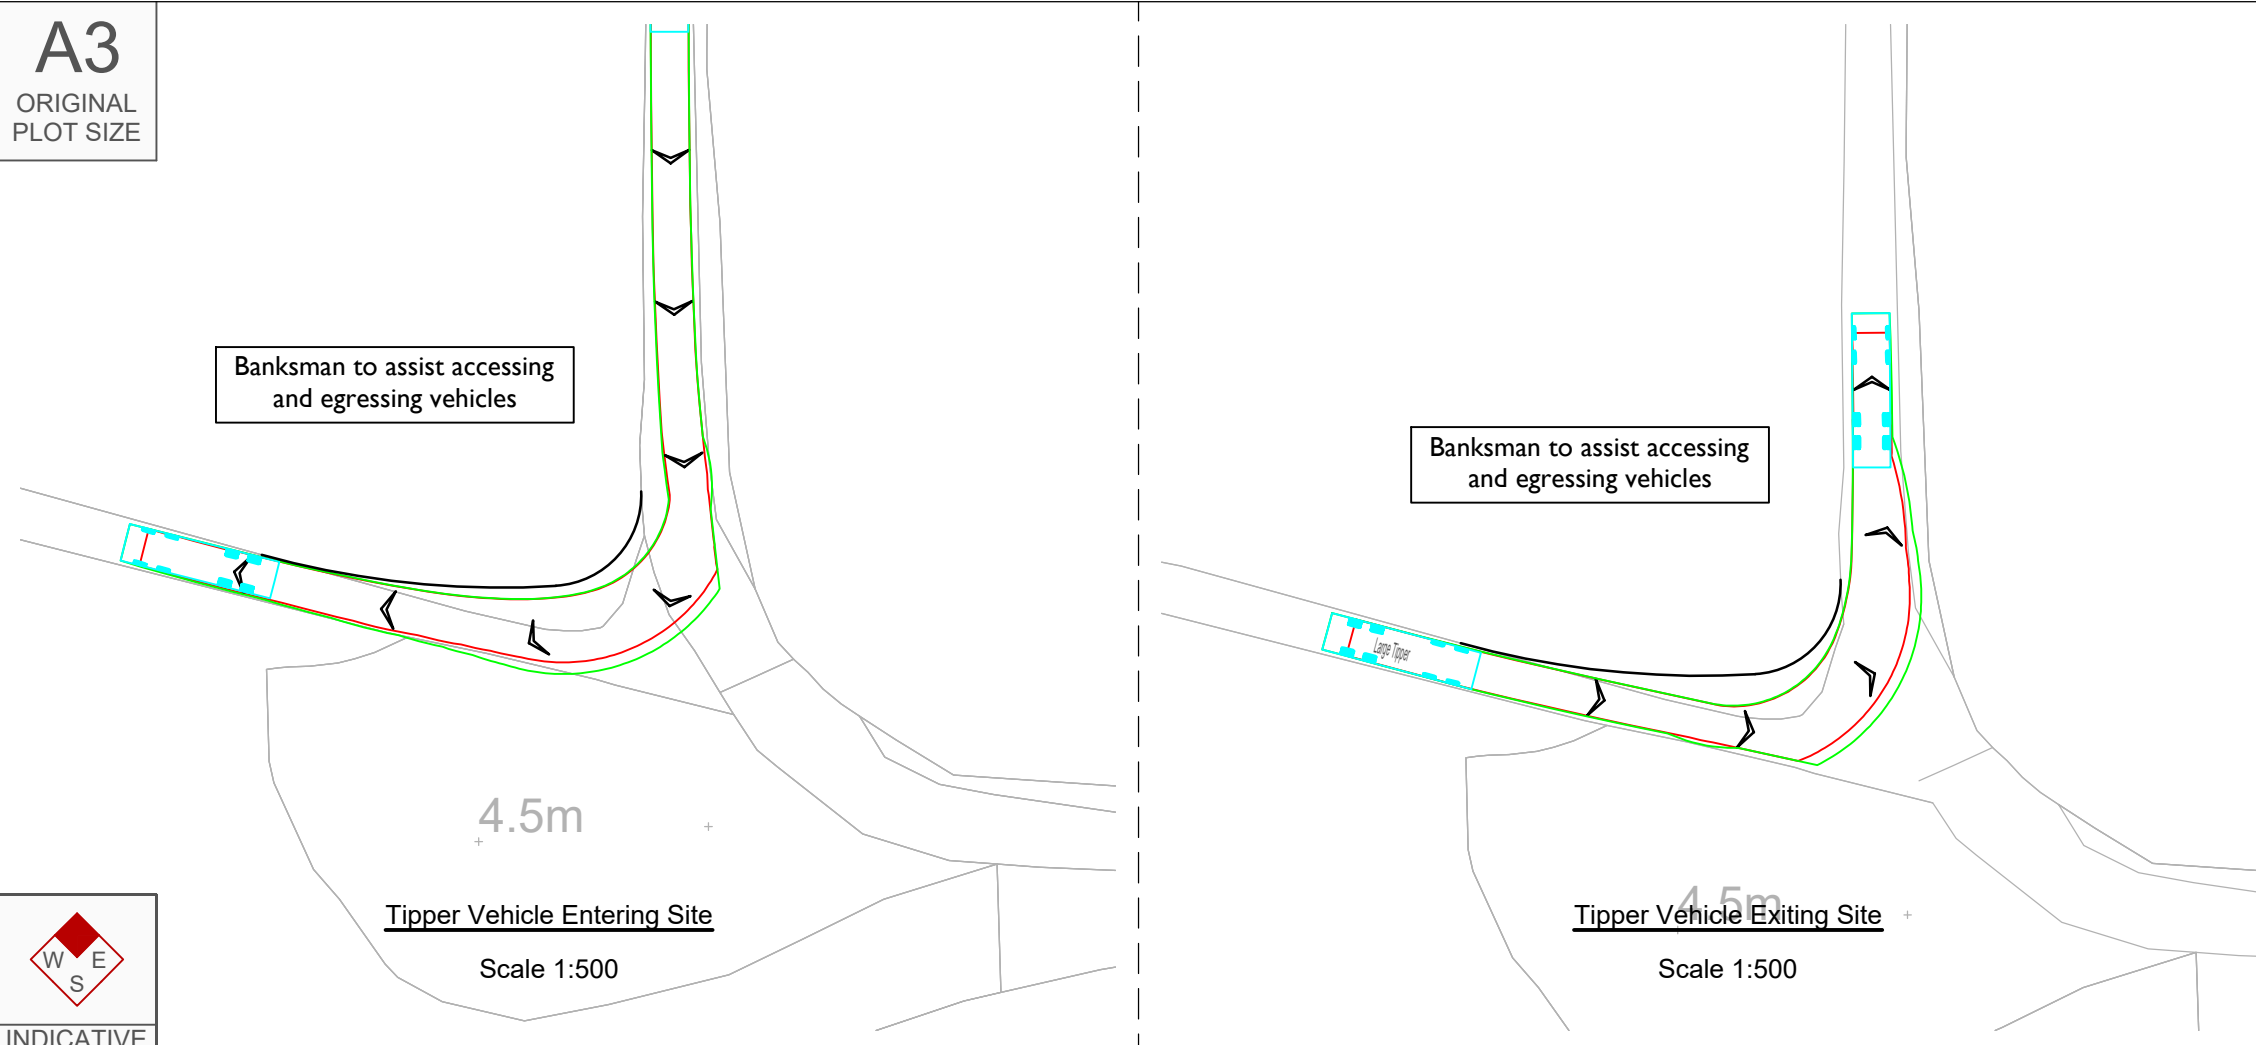 A3
ORIGINAL
PLOT SIZE
Banksman to assist accessing
and egressing vehicles
4.5m
Tipper Vehicle Entering Site
Scale 1:500
W E
S
INDICATIVE
Banksman to assist accessing
and egressing vehicles
Large Tipper
4.5m
Tipper Vehicle Exiting Site
Scale 1:500